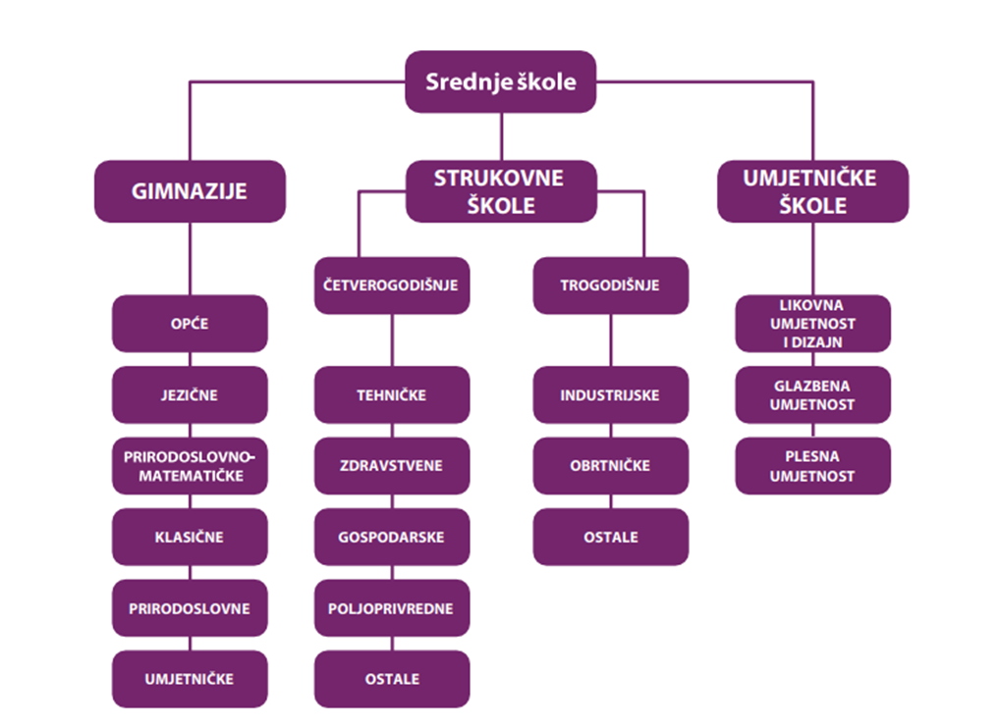 Srednje škole
GIMNAZIJE
OPĆE
JEZIČNE
PRIRODOSLOVNO-
MATEMATIČKE
KLASIČNE
PRIRODOSLOVNE
UMJETNIČKE
STRUKOVNE
ŠKOLE
ČETVEROGODIŠNJE
TEHNIČKE
ZDRAVSTVENE
GOSPODARSKE
POLJOPRIVREDNE
OSTALE
TROGODIŠNJE
INDUSTRIJSKE
OBRTNIČKE
OSTALE
UMJETNIČKE
ŠKOLE
LIKOVNA
UMJETNOST
I DIZAJN
GLAZBENA
UMJETNOST
PLESNA
UMJETNOST